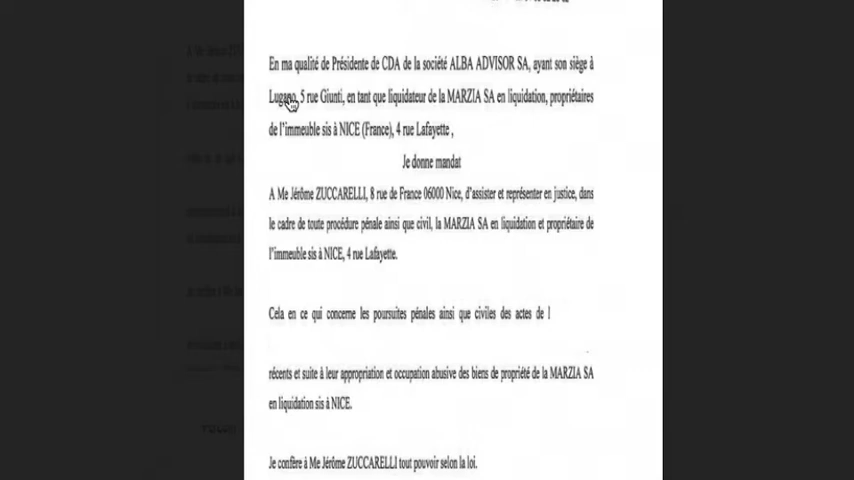 En ma qualité de Présidente de CDA de la société ALBA ADVISOR SA, ayant son siège à
Lugano, 5 rue Giunti, en tant que liquidateur de la MARZIA SA en liquidation, propriétaires
de l'immeuble sis à NICE (France), 4 rue Lafayette ,
Je donne mandat
A Me Jérôme ZUCCARELLI, 8 rue de France 06000 Nice, d'assister et représenter en justice, dans
le cadre de toute procédure pénale ainsi que civil, la MARZIA SA en liquidation et propriétaire de
l'immeuble sis à NICE, 4 rue Lafayette.
Cela en ce qui concerne les poursuites pénales ainsi que civiles des actes de
récents et suite à leur appropriation et occupation abusive des biens de propriété de la MARZIA SA
en liquidation sis à NICE.
Je confère à Me Jérôme ZUCCARELLI tout pouvoir selon la loi.